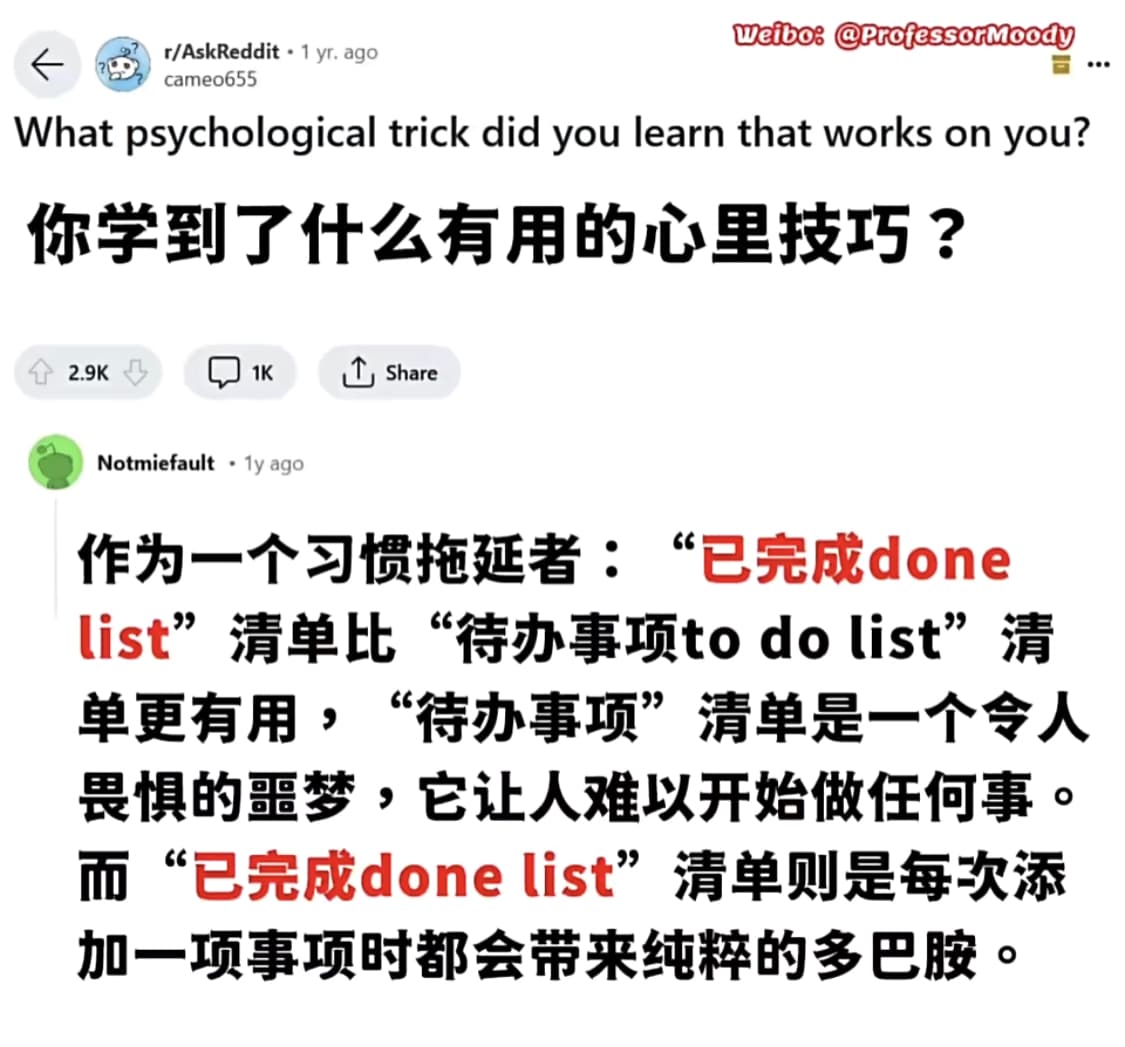 Weibo: @ProfessorMoody
r/AskReddit • 1 yr. ago
cameo655
What psychological trick did you learn that works on you?
你学到了什么有用的心里技巧？
2.9K 1K Share
Notmiefault • 1y ago
作为一个习惯拖延者：“已完成done
list”清单比“待办事项to do list”清
单更有用，“待办事项”清单是一个令人
畏惧的噩梦，它让人难以开始做任何事。
而“已完成done list”清单则是每次添
加一项事项时都会带来纯粹的多巴胺。